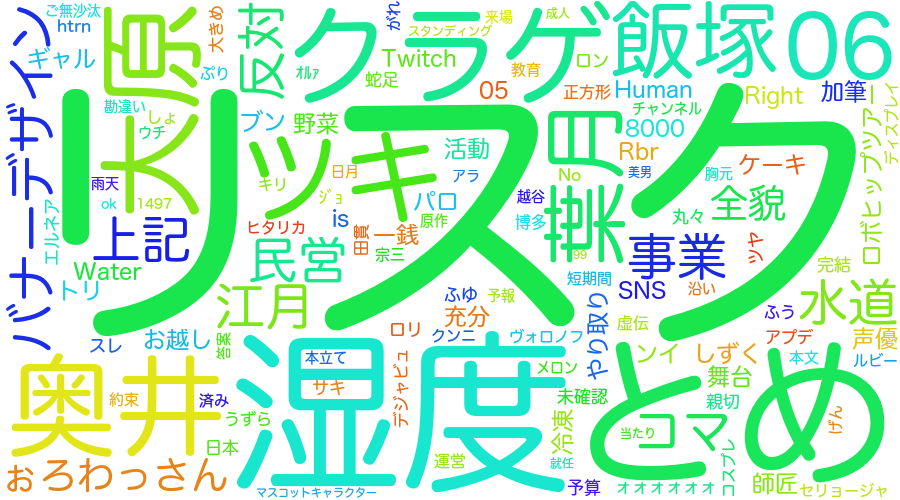 ご無沙汰
htrn
ギャル
バナーデザイン
大原
大きめ
ぷり
反対
クラゲ
オルァ
がれ
Twitch
蛇足
来場
スタンディング
成人
ロン
教育
05
正方形
飯塚
06
Human
チャンネル
8000
Rbr
Right
加筆
ロボヒップツアー
ディスプレイ
勘違い
ウチ
しょ
ブン
野菜
リスク
ツキ
活動
アラ
日月
キリ
ジョ
パロ
is
原作
ヒタリカ
田貫
一銭
宗三
No
越谷
博多
葉月
美男
胸元
ケーキ
丸々
全貌
ツヤ
99
雨天
ok
1497
エルネア
上記
民営
Water
トリ
江月
お越し
スレ
答案
ふゆ
充分
予報
ロリ
クンニ
ヴォロノフ
短期間
事業
SNS
沿い
完結
水道
ふう
虚伝
アプデ
声優
やり取り
ンイ
しずく
本文
ルビー
奥井
約束
済み
本立て
サキ
うずら
日本
デジャビュ
湿度
メロン
未確認
舞台
親切
とめ
コマ
当たり
げん
ぉろわっさん
マスコットキャラクター
運営
冷凍
就任
予算
ォオオオオオ
コスプレ
師匠
セリョージャ